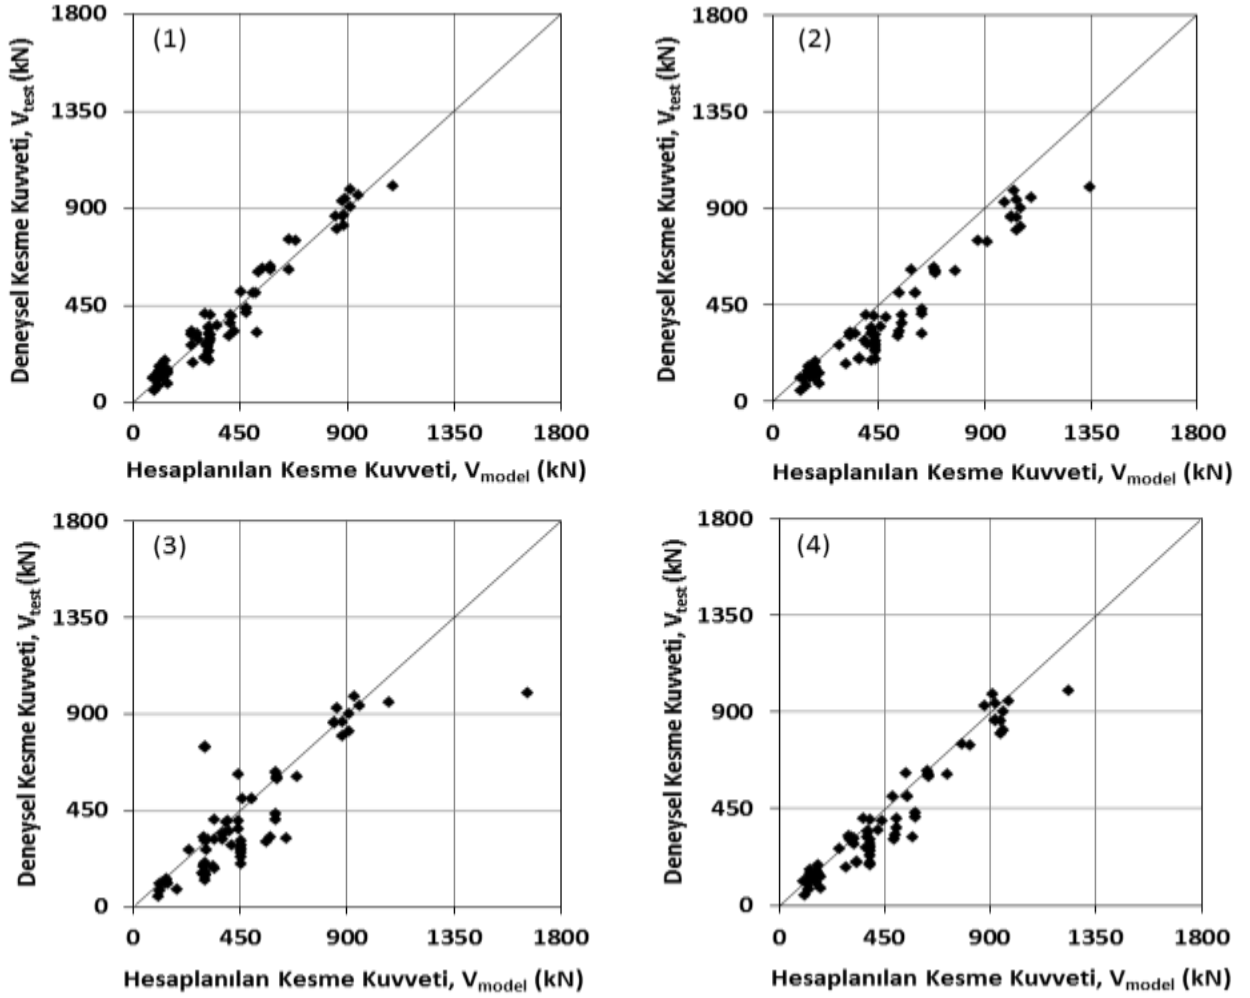 (1)
Deneysel Kesme Kuvveti, Vtest (kN)
1800
1350
900
450
0
0 450 900 1350 1800
Hesaplanılan Kesme Kuvveti, Vmodel (kN)
(2)
Deneysel Kesme Kuvveti, Vtest (kN)
1800
1350
900
450
0
0 450 900 1350 1800
Hesaplanılan Kesme Kuvveti, Vmodel (kN)
(3)
Deneysel Kesme Kuvveti, Vtest (kN)
1800
1350
900
450
0
0 450 900 1350 1800
Hesaplanılan Kesme Kuvveti, Vmodel (kN)
(4)
Deneysel Kesme Kuvveti, Vtest (kN)
1800
1350
900
450
0
0 450 900 1350 1800
Hesaplanılan Kesme Kuvveti, Vmodel (kN)